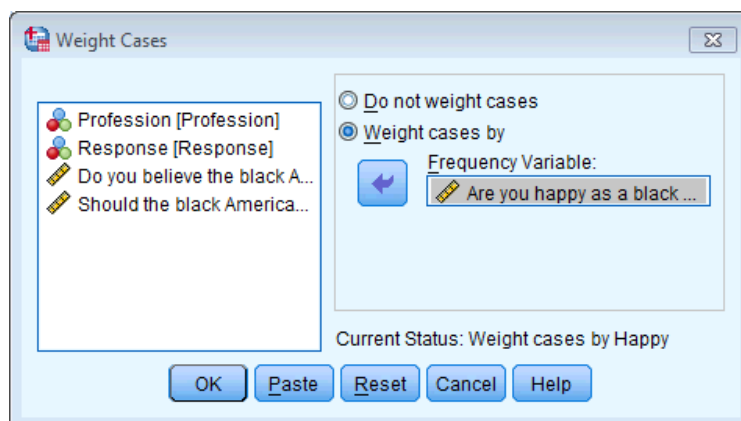 Weight Cases
Profession [Profession]
Response [Response]
Do you believe the black A...
Should the black America...
Do not weight cases
Weight cases by
Frequency Variable:
Are you happy as a black ...
Current Status: Weight cases by Happy
OK Paste Reset Cancel Help